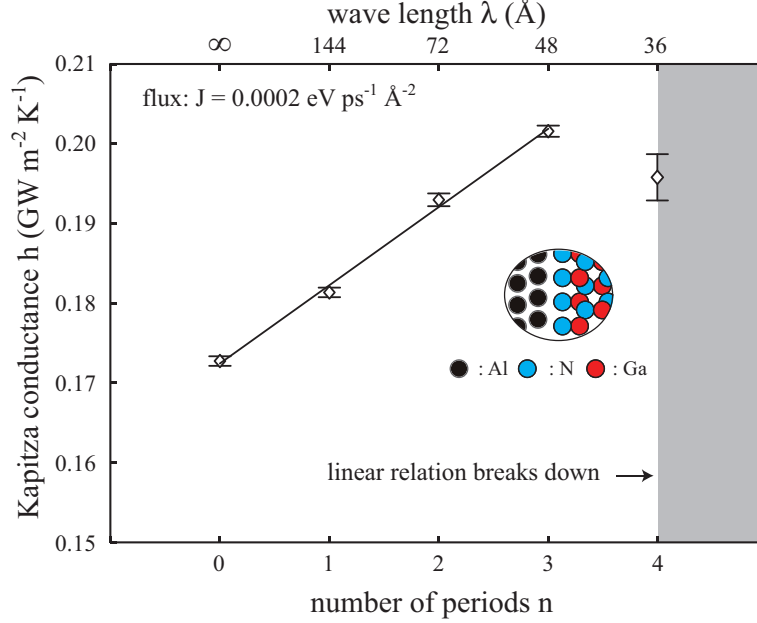 wave length λ (Å)
∞ 144 72 48 36
0.21
flux: J = 0.0002 eV ps⁻¹ Å⁻²
0.20
0.19
0.18
0.17
0.16
0.15
Kapitza conductance h (GW m⁻² K⁻¹)
: Al : N : Ga
linear relation breaks down
0 1 2 3 4
number of periods n